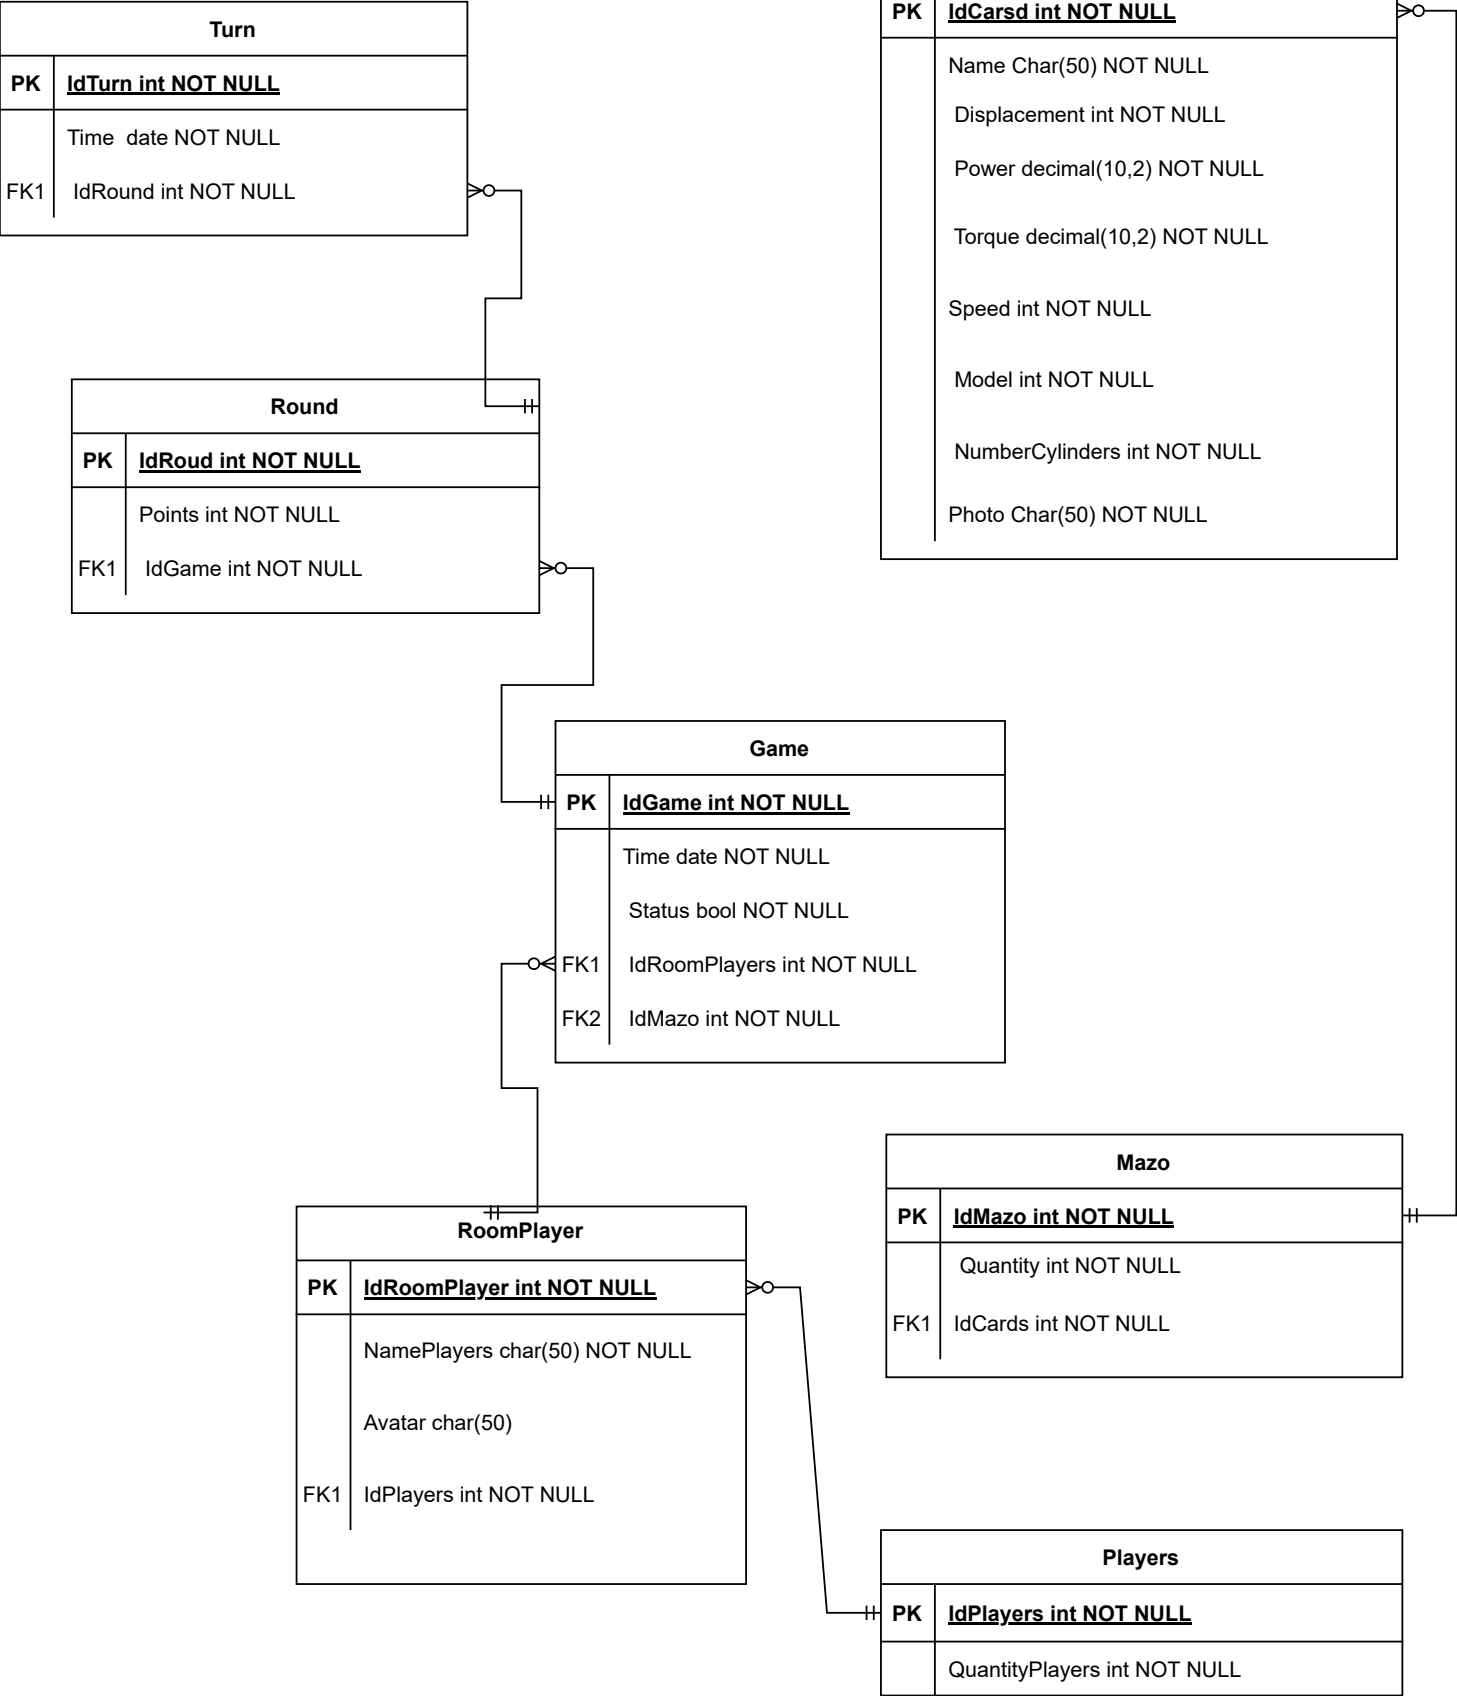 Turn
PK IdTurn int NOT NULL
Time date NOT NULL
FK1 IdRound int NOT NULL
PK IdCarsd int NOT NULL
Name Char(50) NOT NULL
Displacement int NOT NULL
Power decimal(10,2) NOT NULL
Torque decimal(10,2) NOT NULL
Speed int NOT NULL
Model int NOT NULL
NumberCylinders int NOT NULL
Photo Char(50) NOT NULL
Round
PK IdRoud int NOT NULL
Points int NOT NULL
FK1 IdGame int NOT NULL
Game
PK IdGame int NOT NULL
Time date NOT NULL
Status bool NOT NULL
FK1 IdRoomPlayers int NOT NULL
FK2 IdMazo int NOT NULL
Mazo
PK IdMazo int NOT NULL
Quantity int NOT NULL
FK1 IdCards int NOT NULL
RoomPlayer
PK IdRoomPlayer int NOT NULL
NamePlayers char(50) NOT NULL
Avatar char(50)
FK1 IdPlayers int NOT NULL
Players
PK IdPlayers int NOT NULL
QuantityPlayers int NOT NULL